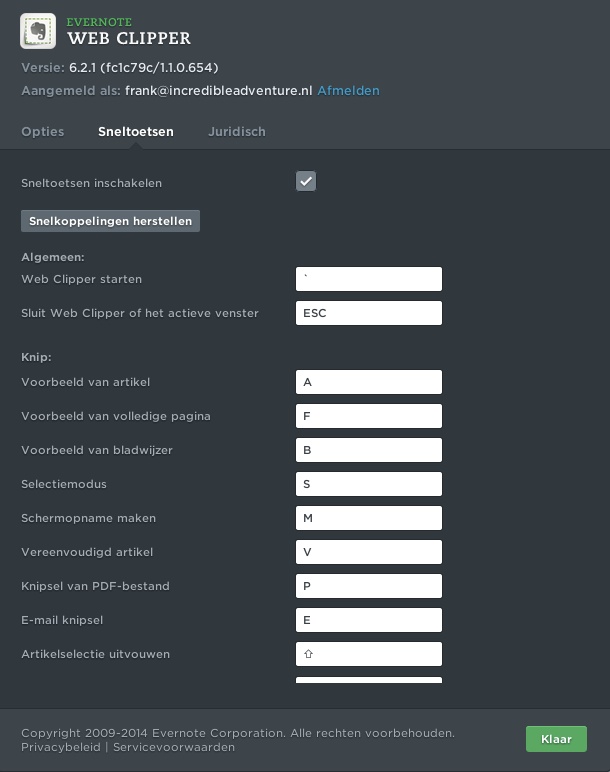 EVERNOTE
WEB CLIPPER
Versie: 6.2.1 (fc1c79c/1.1.0.654)
Aangemeld als: frank@incredibleadventure.nl Afmelden
Opties Sneltoetsen Juridisch
Sneltoetsen inschakelen
Snelkoppelingen herstellen
Algemeen:
Web Clipper starten `
Sluit Web Clipper of het actieve venster ESC
Knip:
Voorbeeld van artikel A
Voorbeeld van volledige pagina F
Voorbeeld van bladwijzer B
Selectiemodus S
Schermopname maken M
Vereenvoudigd artikel V
Knipsel van PDF-bestand P
E-mail knipsel E
Artikelselectie uitvouwen ⇧
Copyright 2009-2014 Evernote Corporation. Alle rechten voorbehouden.
Privacybeleid | Servicevoorwaarden
Klaar